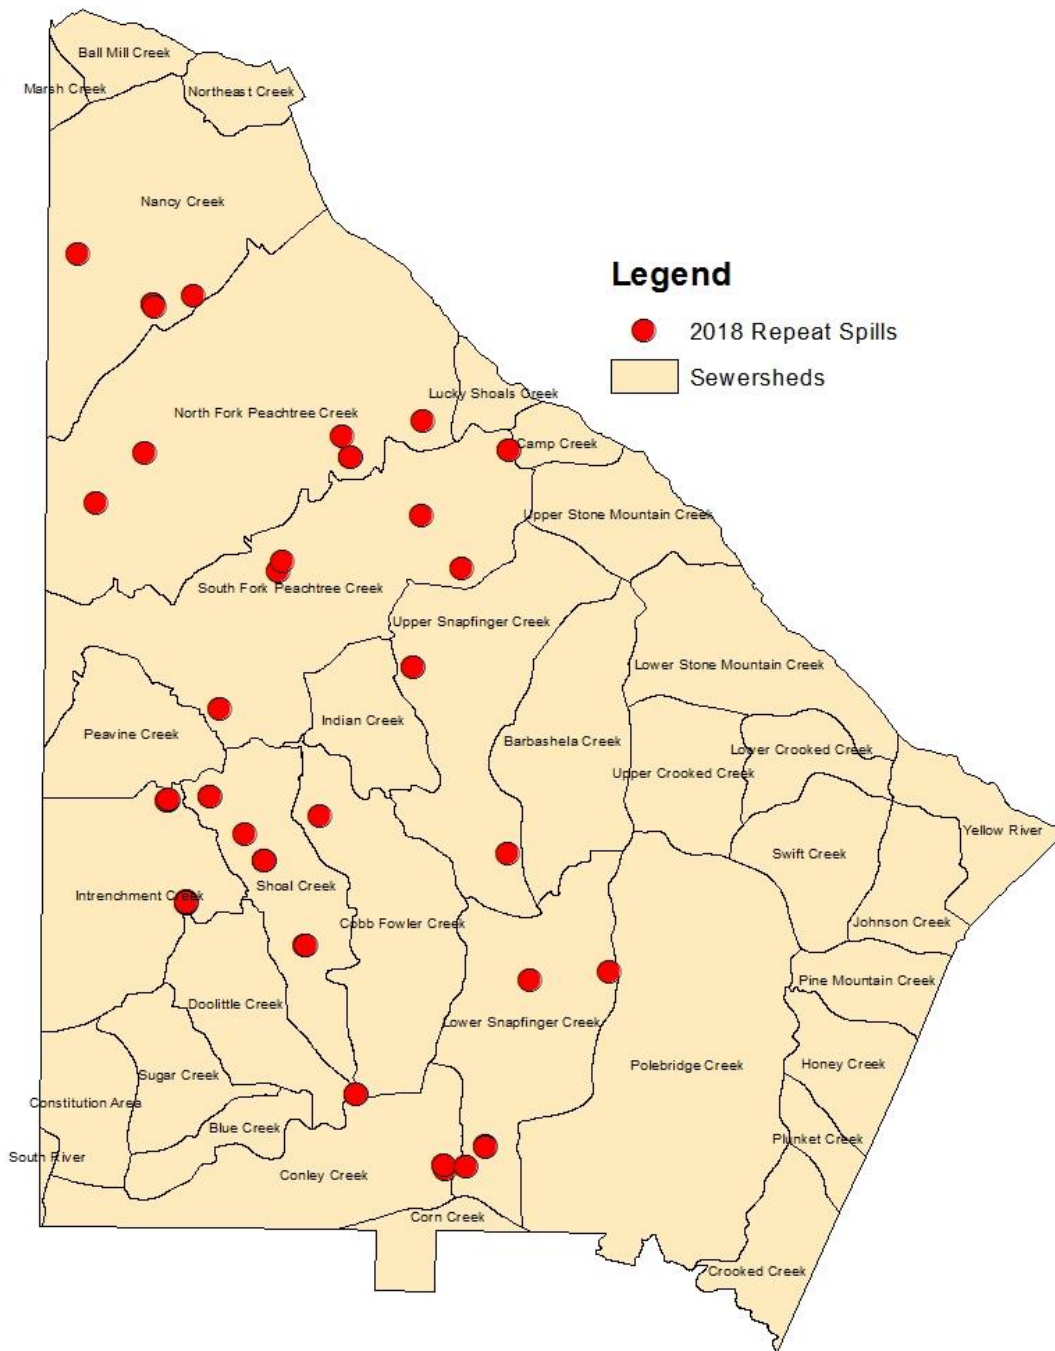 Ball Mill Creek
Marsh Creek
Northeast Creek
Nancy Creek
Legend
2018 Repeat Spills
Sewersheds
Lucky Shoals Creek
North Fork Peachtree Creek
Camp Creek
Upper Stone Mountain Creek
South Fork Peachtree Creek
Upper Snapfinger Creek
Lower Stone Mountain Creek
Indian Creek
Peavine Creek
Barbashela Creek
Lower Crooked Creek
Upper Crooked Creek
Yellow River
Swift Creek
Shoal Creek
Intrenchment Creek
Cobb Fowler Creek
Johnson Creek
Pine Mountain Creek
Doolittle Creek
Lower Snapfinger Creek
Polebridge Creek
Honey Creek
Sugar Creek
Constitution Area
Blue Creek
Plunket Creek
South River
Conley Creek
Corn Creek
Crooked Creek